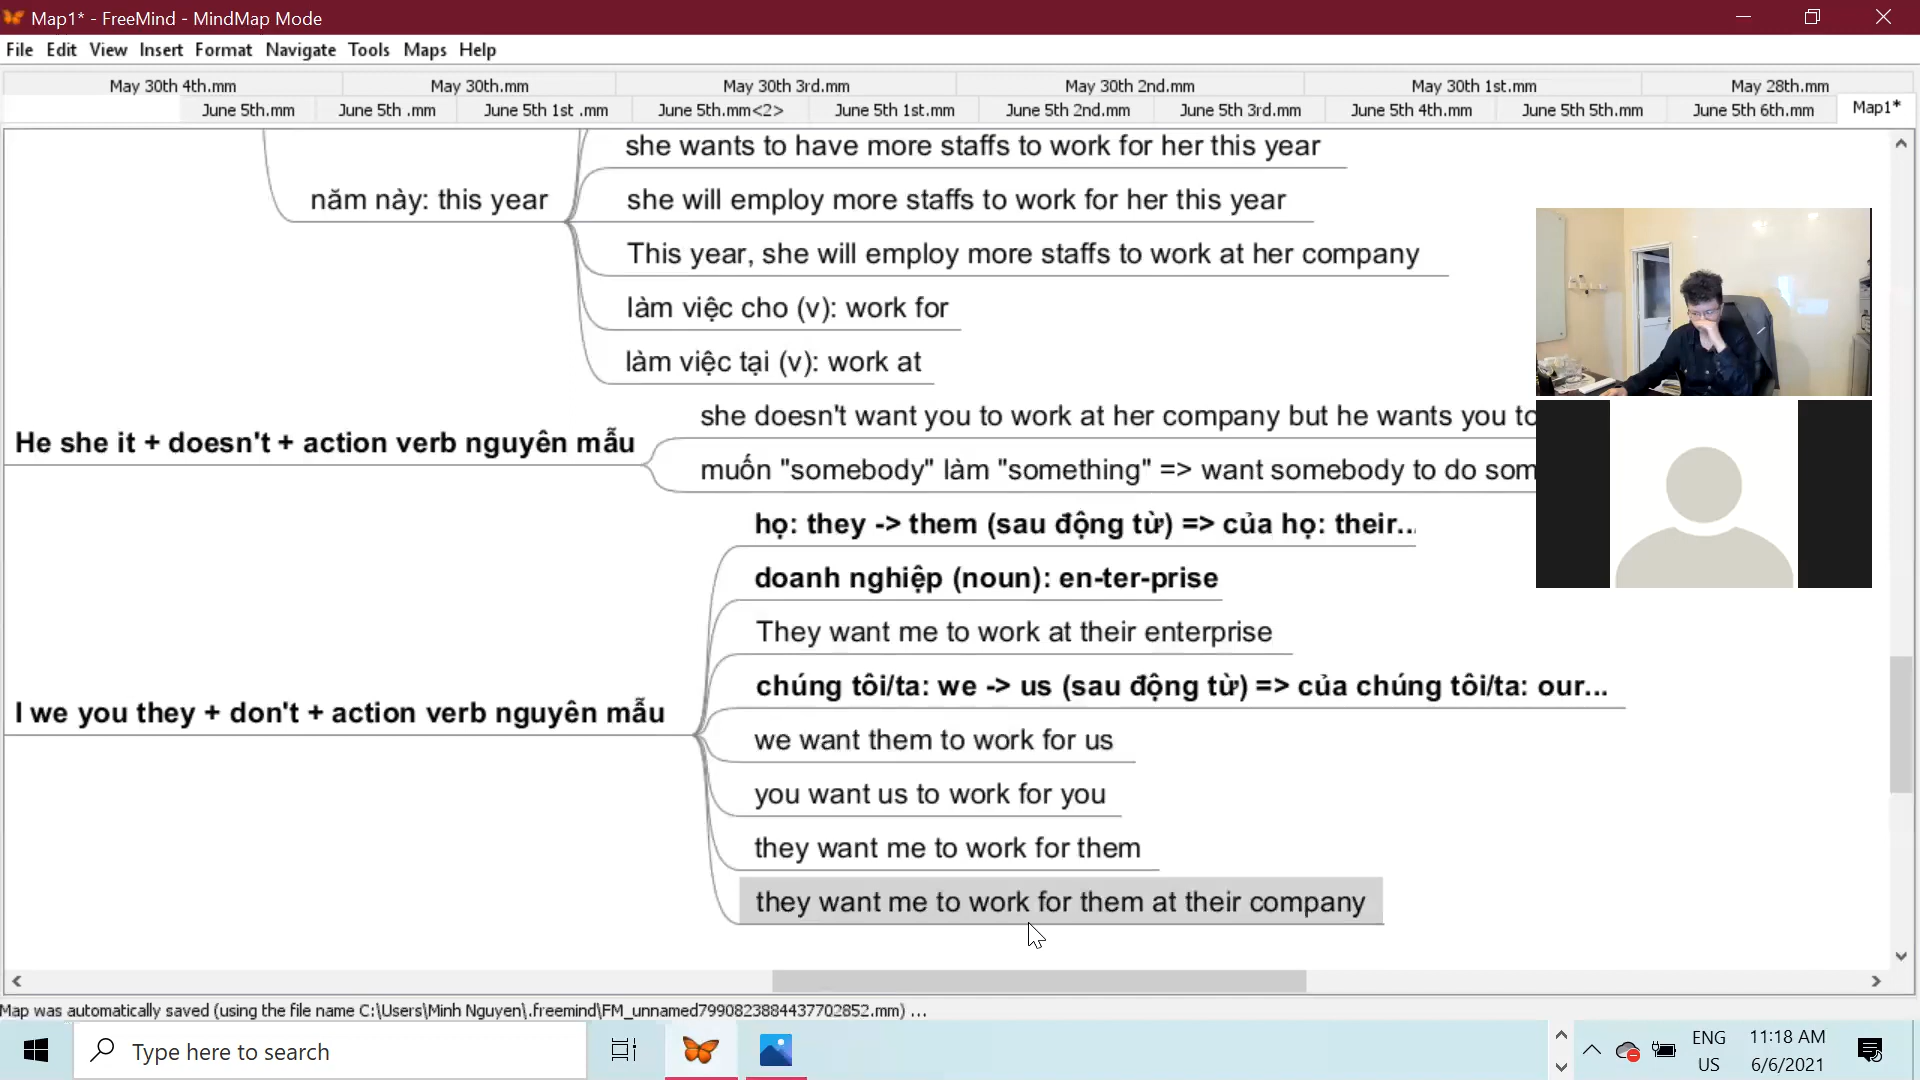 Map1* - FreeMind - MindMap Mode
File Edit View Insert Format Navigate Tools Maps Help
May 30th 4th.mm May 30th.mm May 30th 3rd.mm May 30th 2nd.mm May 30th 1st.mm May 28th.mm
June 5th.mm June 5th .mm June 5th 1st .mm June 5th.mm<2> June 5th 1st.mm June 5th 2nd.mm June 5th 3rd.mm June 5th 4th.mm June 5th 5th.mm June 5th 6th.mm Map1*
she wants to have more staffs to work for her this year
năm này: this year
she will employ more staffs to work for her this year
This year, she will employ more staffs to work at her company
làm việc cho (v): work for
làm việc tại (v): work at
He she it + doesn't + action verb nguyên mẫu
she doesn't want you to work at her company but he wants you to
muốn "somebody" làm "something" => want somebody to do som
I we you they + don't + action verb nguyên mẫu
họ: they -> them (sau động từ) => của họ: their...
doanh nghiệp (noun): en-ter-prise
They want me to work at their enterprise
chúng tôi/ta: we -> us (sau động từ) => của chúng tôi/ta: our...
we want them to work for us
you want us to work for you
they want me to work for them
they want me to work for them at their company
Map was automatically saved (using the file name C:\Users\Minh Nguyen\.freemind\FM_unnamed7990823884437702852.mm) ...
Type here to search
ENG
US
11:18 AM
6/6/2021